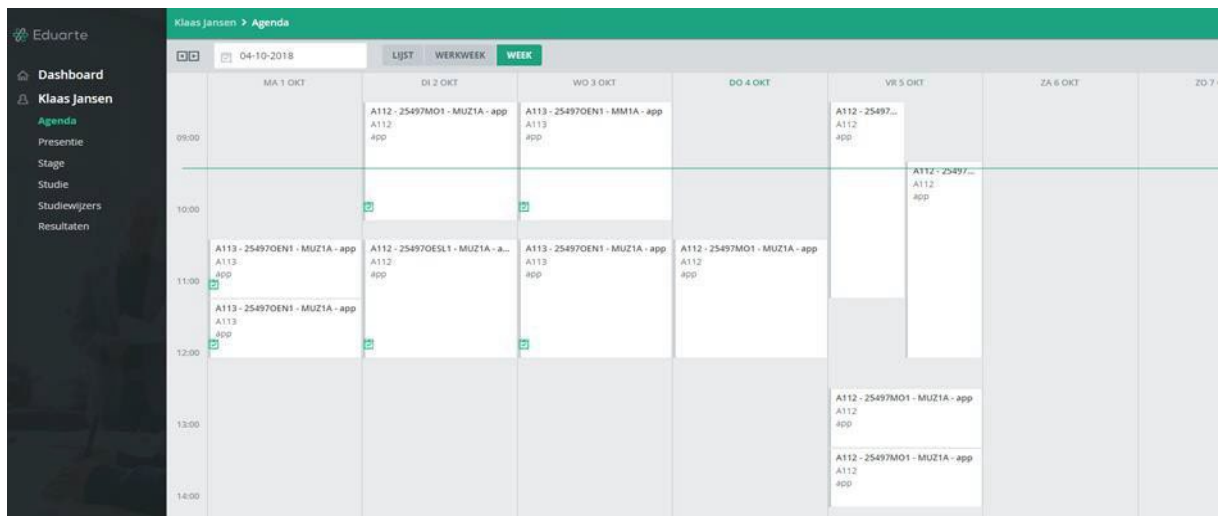 Eduarte
Dashboard
Klaas Jansen
Agenda
Presentie
Stage
Studie
Studiewijzers
Resultaten
Klaas Jansen > Agenda
04-10-2018
LIJST WERKWEEK WEEK
MA 1 OKT DI 2 OKT WO 3 OKT DO 4 OKT VR 5 OKT ZA 6 OKT ZO 7
09:00
10:00
11:00
12:00
13:00
14:00
A113 - 25497OEN1 - MUZ1A - app
A113
app
A113 - 25497OEN1 - MUZ1A - app
A113
app
A112 - 25497MO1 - MUZ1A - app
A112
app
A112 - 25497OESL1 - MUZ1A - a...
A112
app
A113 - 25497OEN1 - MM1A - app
A113
app
A113 - 25497OEN1 - MUZ1A - app
A113
app
A112 - 25497MO1 - MUZ1A - app
A112
app
A112 - 25497...
A112
app
A112 - 25497...
A112
app
A112 - 25497MO1 - MUZ1A - app
A112
app
A112 - 25497MO1 - MUZ1A - app
A112
app